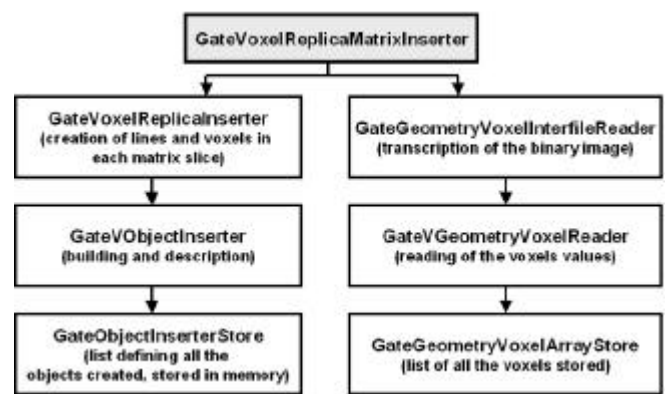 GateVoxelReplicaMatrixInserter
GateVoxelReplicaInserter
(creation of lines and voxels in
each matrix slice)
GateVObjectInserter
(building and description)
GateObjectInserterStore
(list defining all the
objects created, stored in memory)
GateGeometryVoxelInterfileReader
(transcription of the binary image)
GateVGeometryVoxelReader
(reading of the voxels values)
GateGeometryVoxelArrayStore
(list of all the voxels stored)